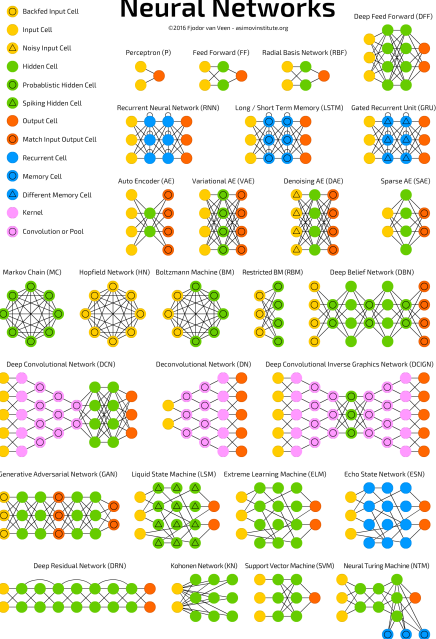 Neural Networks
©2016 Fjodor van Veen - asimovinstitute.org
Deep Feed Forward (DFF)
Backfed Input Cell
Input Cell
Noisy Input Cell
Hidden Cell
Probablistic Hidden Cell
Spiking Hidden Cell
Output Cell
Match Input Output Cell
Recurrent Cell
Memory Cell
Different Memory Cell
Kernel
Convolution or Pool
Perceptron (P)
Feed Forward (FF)
Radial Basis Network (RBF)
Recurrent Neural Network (RNN)
Long / Short Term Memory (LSTM)
Gated Recurrent Unit (GRU)
Auto Encoder (AE)
Variational AE (VAE)
Denoising AE (DAE)
Sparse AE (SAE)
Markov Chain (MC)
Hopfield Network (HN)
Boltzmann Machine (BM)
Restricted BM (RBM)
Deep Belief Network (DBN)
Deep Convolutional Network (DCN)
Deconvolutional Network (DN)
Deep Convolutional Inverse Graphics Network (DCIGN)
Generative Adversarial Network (GAN)
Liquid State Machine (LSM)
Extreme Learning Machine (ELM)
Echo State Network (ESN)
Deep Residual Network (DRN)
Kohonen Network (KN)
Support Vector Machine (SVM)
Neural Turing Machine (NTM)